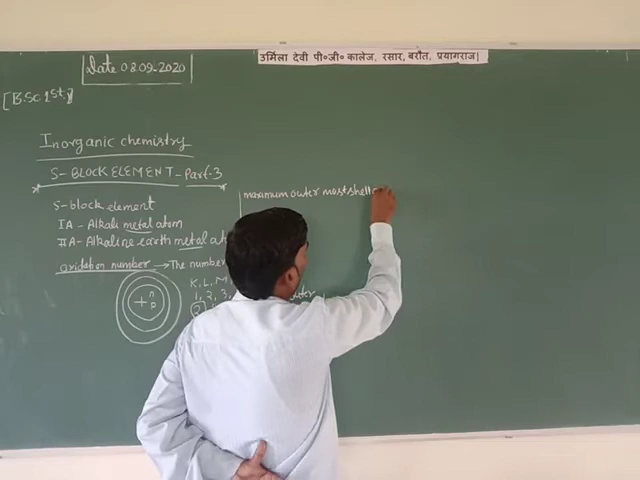 उर्मिला देवी पी०जी० कालेज, रसार, बरौत, प्रयागराज
Date 08.09-2020
[B.Sc 1st]
Inorganic chemistry
S-BLOCK ELEMENT-Part-3
S-block element
IA - Alkali metal atom
IIA- Alkaline earth metal
oxidation number → The number
maximum outer most shell
K, L, M
1, 2, 3,
2
+ n
p